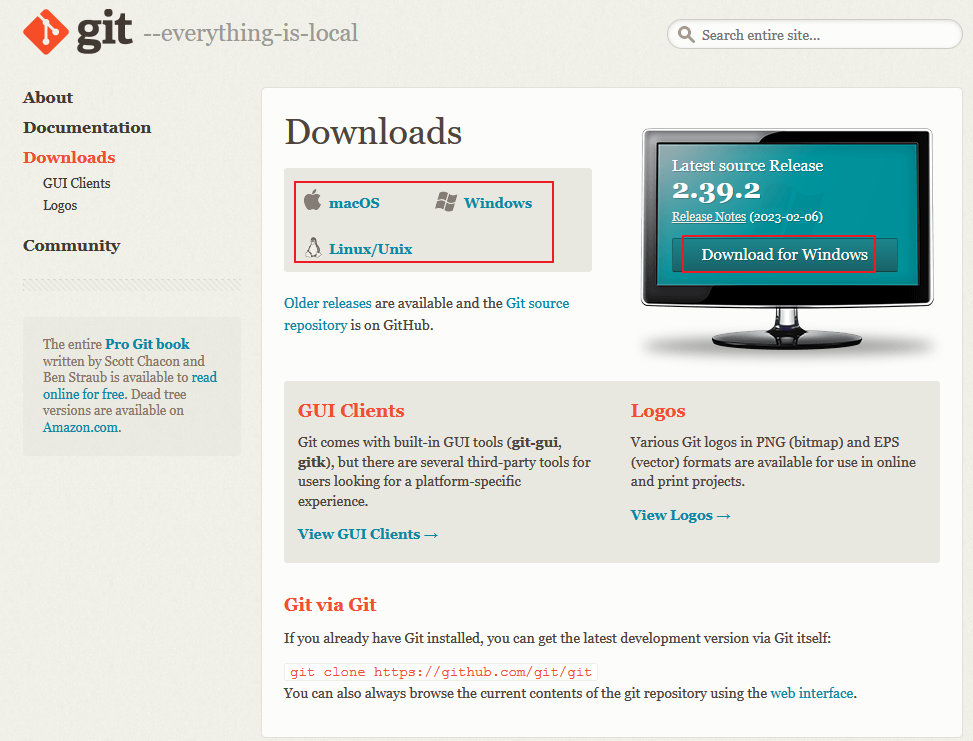 git --everything-is-local
Search entire site...
About
Documentation
Downloads
GUI Clients
Logos
Community
The entire Pro Git book
written by Scott Chacon and
Ben Straub is available to read
online for free. Dead tree
versions are available on
Amazon.com.
Downloads
macOS
Windows
Linux/Unix
Older releases are available and the Git source
repository is on GitHub.
Latest source Release
2.39.2
Release Notes (2023-02-06)
Download for Windows
GUI Clients
Git comes with built-in GUI tools (git-gui,
gitk), but there are several third-party tools for
users looking for a platform-specific
experience.
View GUI Clients →
Logos
Various Git logos in PNG (bitmap) and EPS
(vector) formats are available for use in online
and print projects.
View Logos →
Git via Git
If you already have Git installed, you can get the latest development version via Git itself:
git clone https://github.com/git/git
You can also always browse the current contents of the git repository using the web interface.